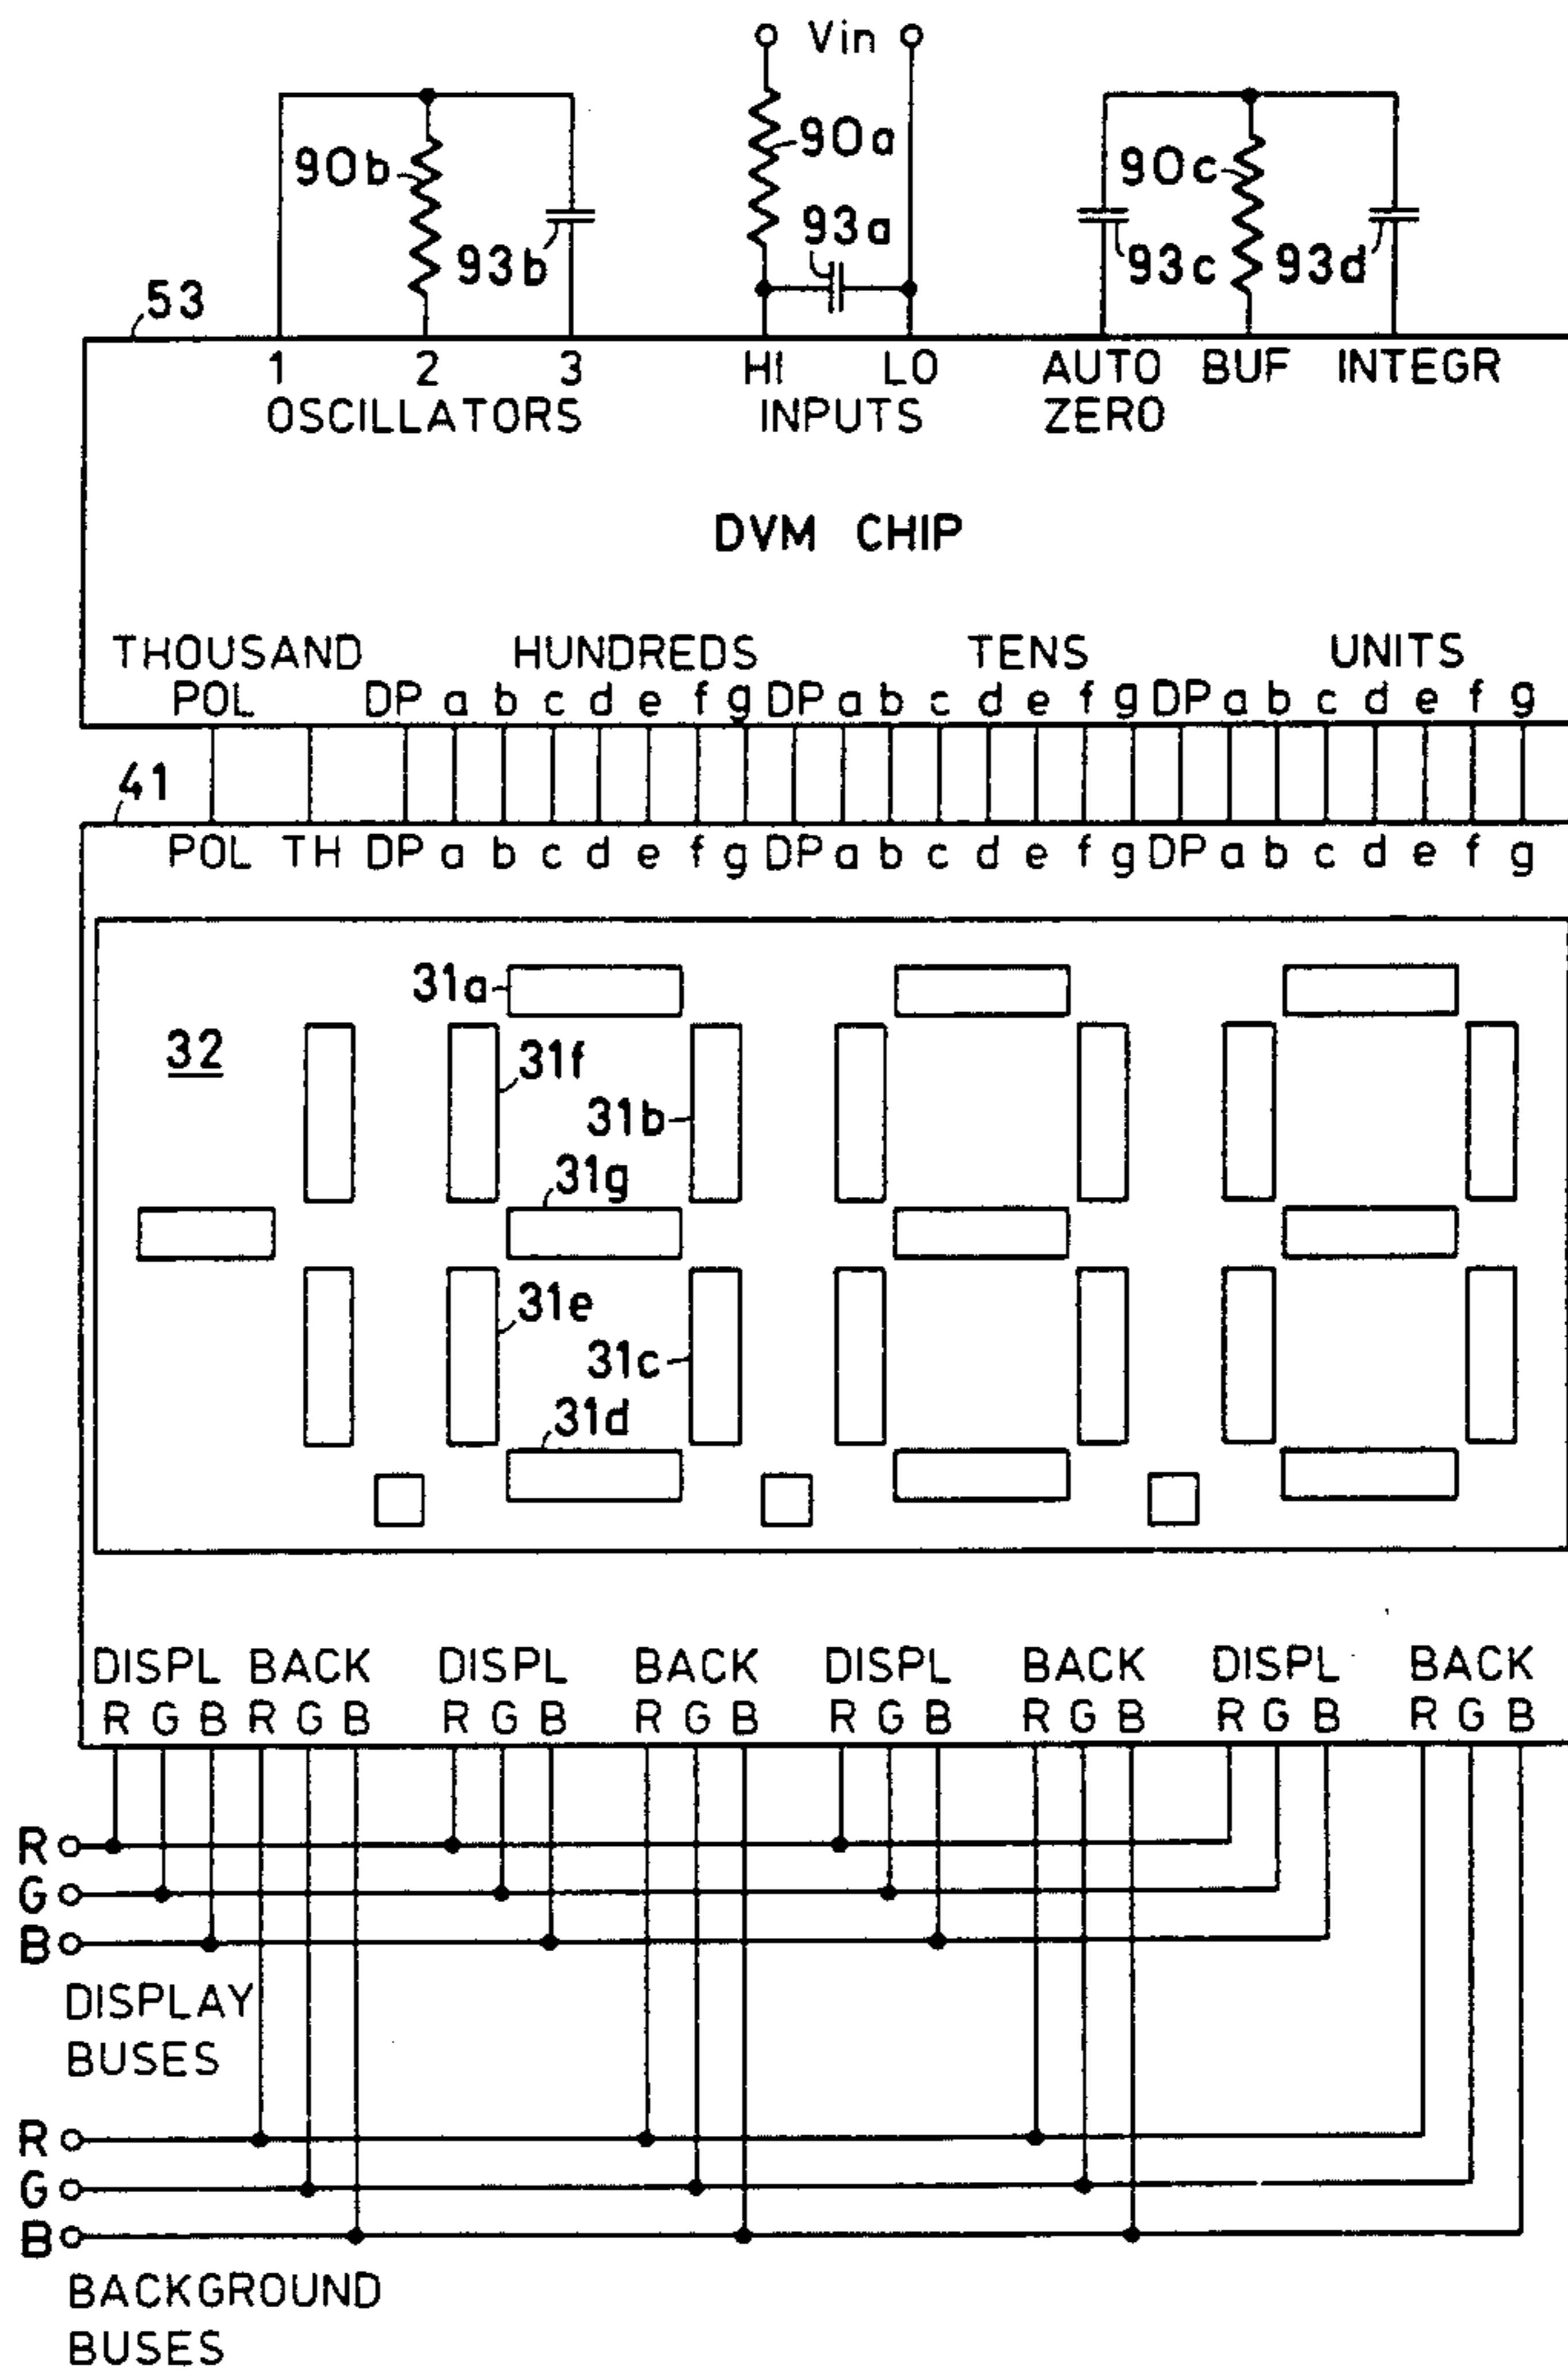 Vin
90b
90a
90c
93b
93a
93c
93d
53
1 2 3 HI LO AUTO BUF INTEGR
OSCILLATORS INPUTS ZERO
DVM CHIP
THOUSAND HUNDREDS TENS UNITS
POL DP a b c d e f g DP a b c d e f g DP a b c d e f g
41
POL TH DP a b c d e f g DP a b c d e f g DP a b c d e f g
31a
32
31f
31b
31g
31e
31c
31d
DISPL BACK DISPL BACK DISPL BACK DISPL BACK
R G B R G B R G B R G B R G B R G B R G B R G B
R
G
B
DISPLAY
BUSES
R
G
B
BACKGROUND
BUSES